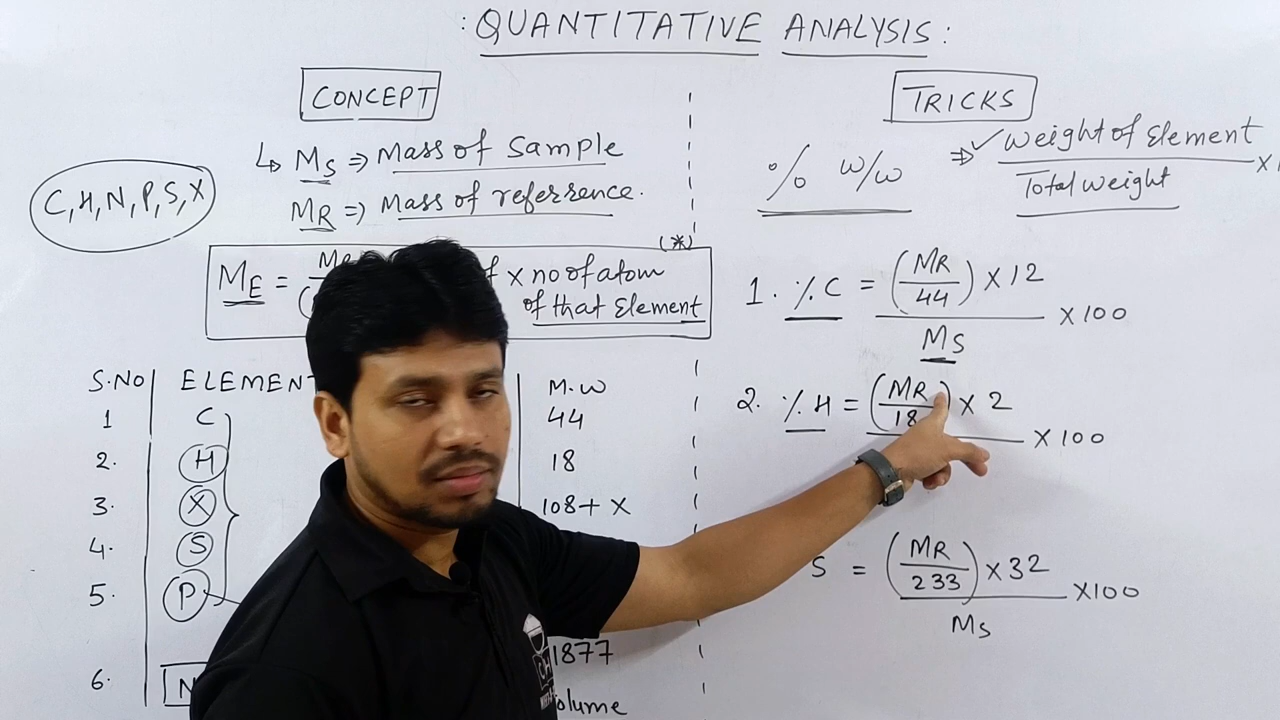 : QUANTITATIVE ANALYSIS :
CONCEPT
↳ MS ⇒ Mass of Sample
MR ⇒ Mass of referrence.
C, H, N, P, S, X
(*)
ME =
× no of atom
of that Element
S.NO ELEMENT M.W
1 C 44
2. H 18
3. X 108 + X
4. S
5. P
1877
6. N
TRICKS
% w/w ⇒ ✓ Weight of Element
Total weight
1. % C = (MR/44) × 12
MS
× 100
2. % H = (MR/18) × 2
× 100
S = (MR/233) × 32
MS
× 100